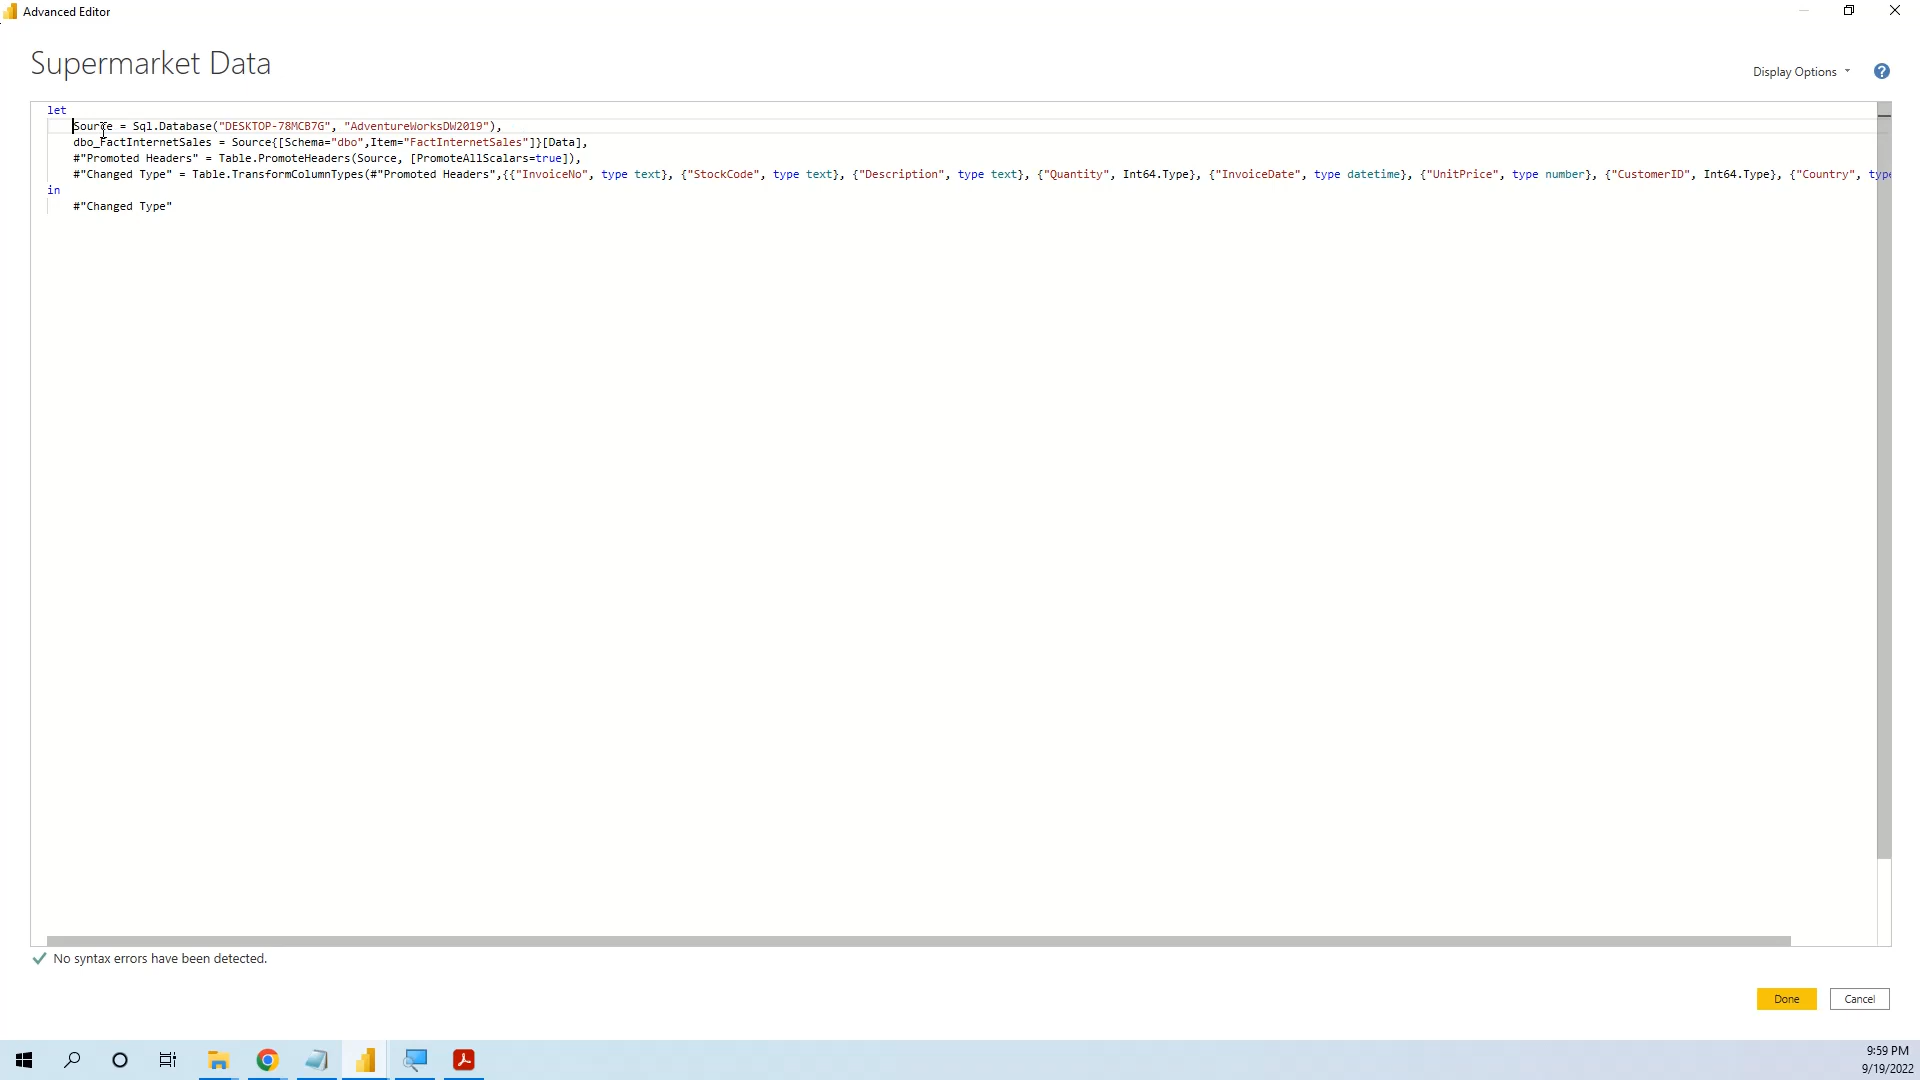 Advanced Editor
Supermarket Data
Display Options
?
let
Source = Sql.Database("DESKTOP-78MCB7G", "AdventureWorksDW2019"),
dbo_FactInternetSales = Source{[Schema="dbo",Item="FactInternetSales"]}[Data],
#"Promoted Headers" = Table.PromoteHeaders(Source, [PromoteAllScalars=true]),
#"Changed Type" = Table.TransformColumnTypes(#"Promoted Headers",{{"InvoiceNo", type text}, {"StockCode", type text}, {"Description", type text}, {"Quantity", Int64.Type}, {"InvoiceDate", type datetime}, {"UnitPrice", type number}, {"CustomerID", Int64.Type}, {"Country", type
in
#"Changed Type"
No syntax errors have been detected.
Done
Cancel
9:59 PM
9/19/2022